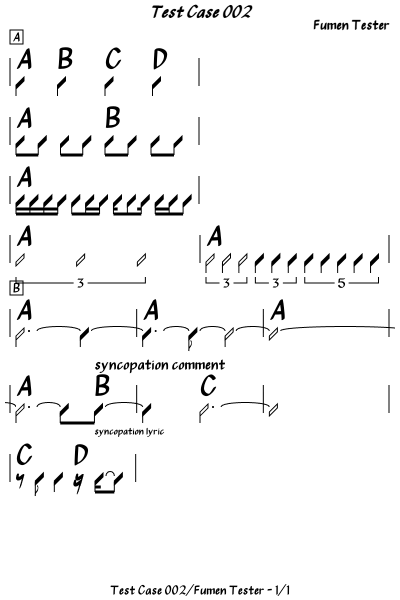 Test Case 002
Fumen Tester
A
A B C D
A B
A
A A
3 3 3 5
B
A A A
syncopation comment
A B C
syncopation lyric
C D
Test Case 002/Fumen Tester - 1/1